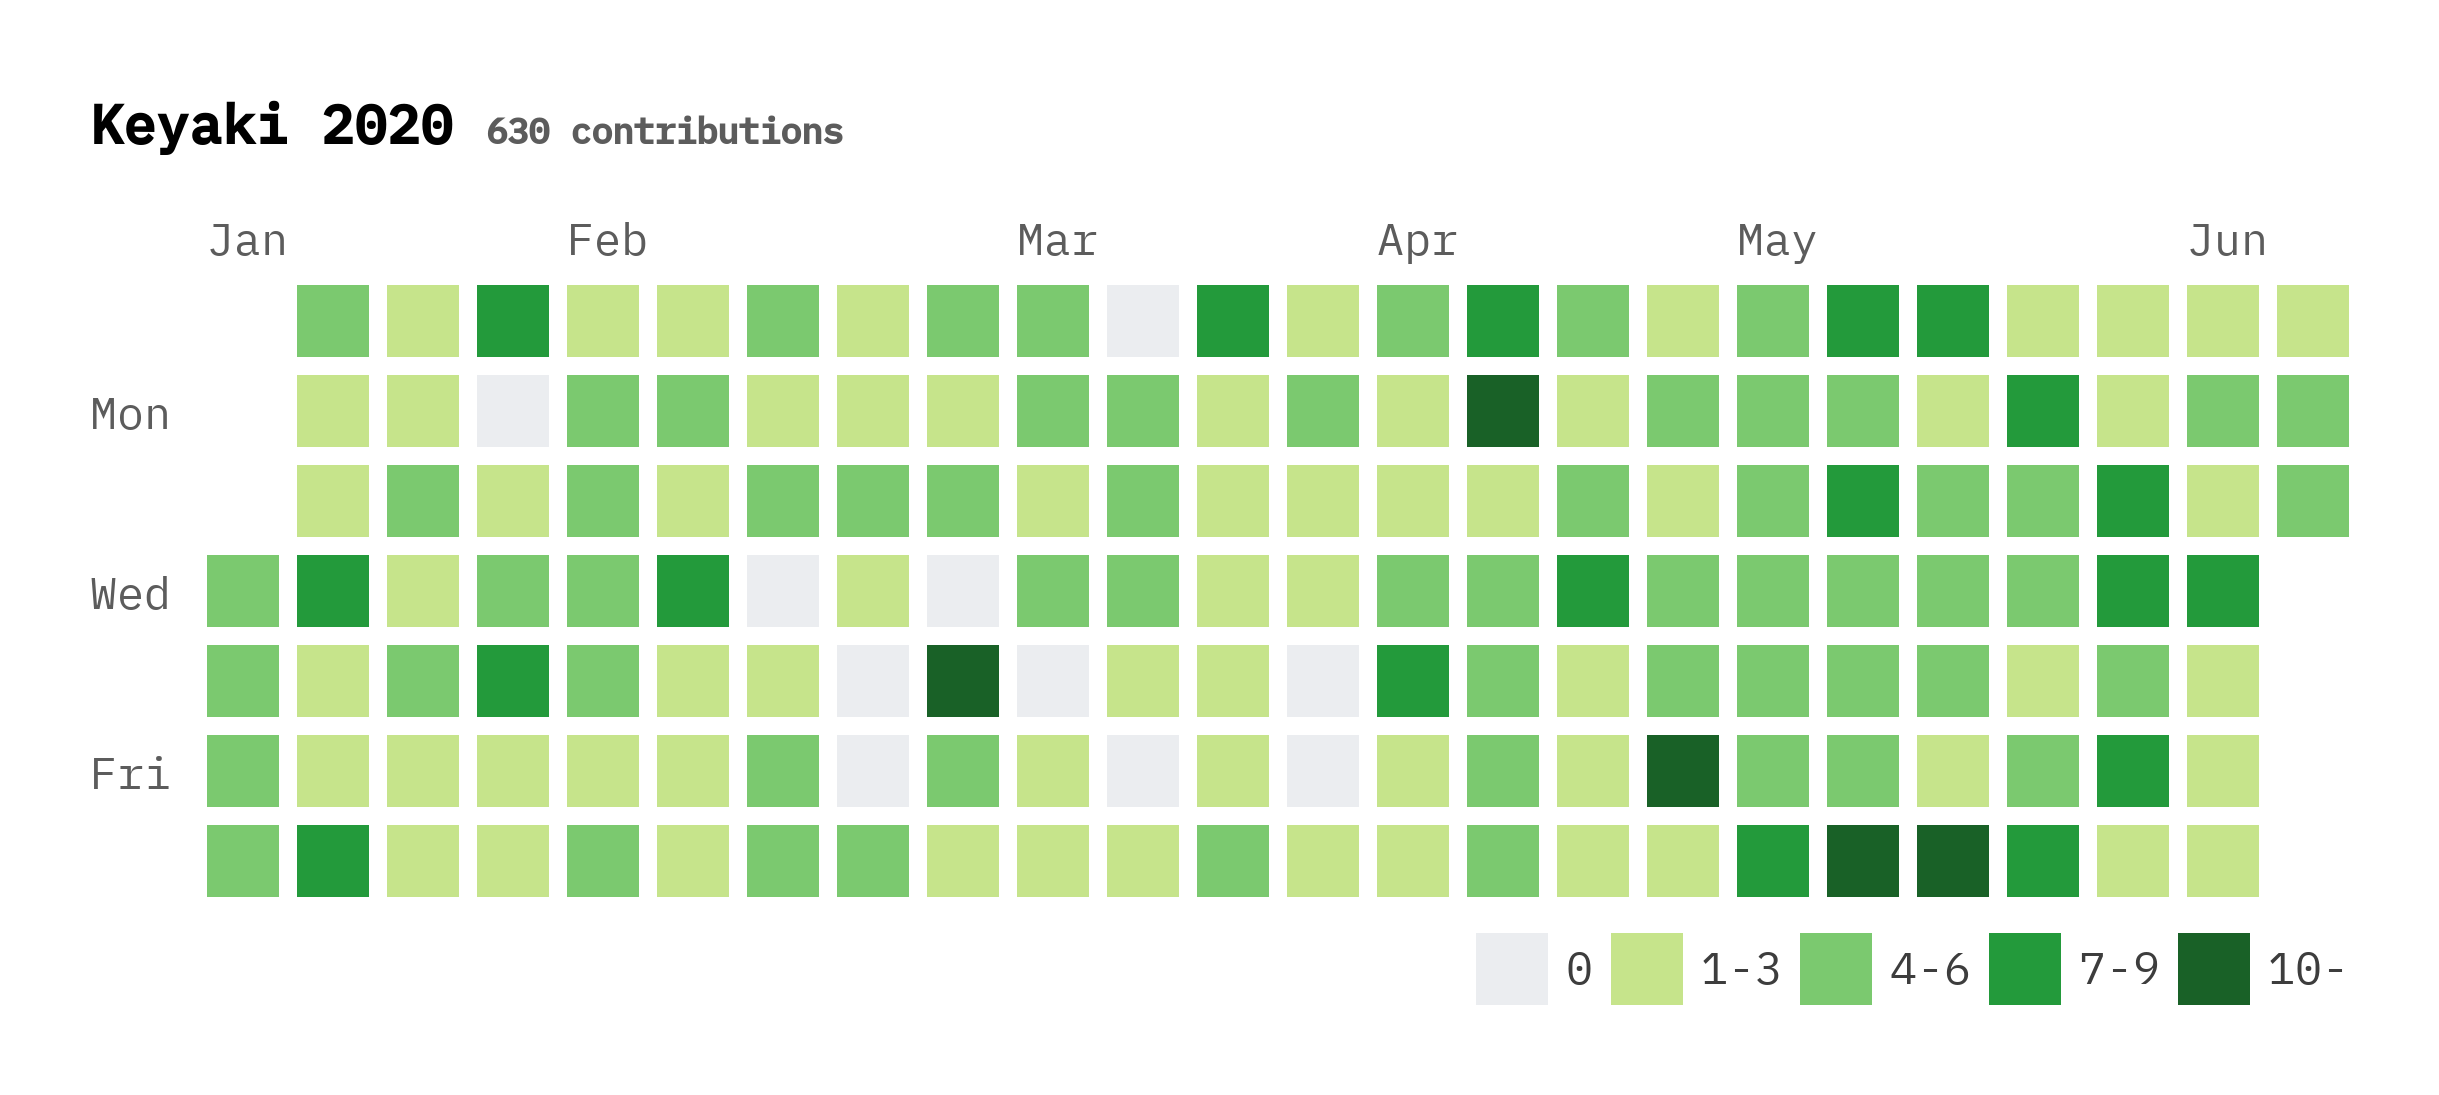 Keyaki 2020 630 contributions
Jan Feb Mar Apr May Jun
Mon
Wed
Fri
0 1-3 4-6 7-9 10-